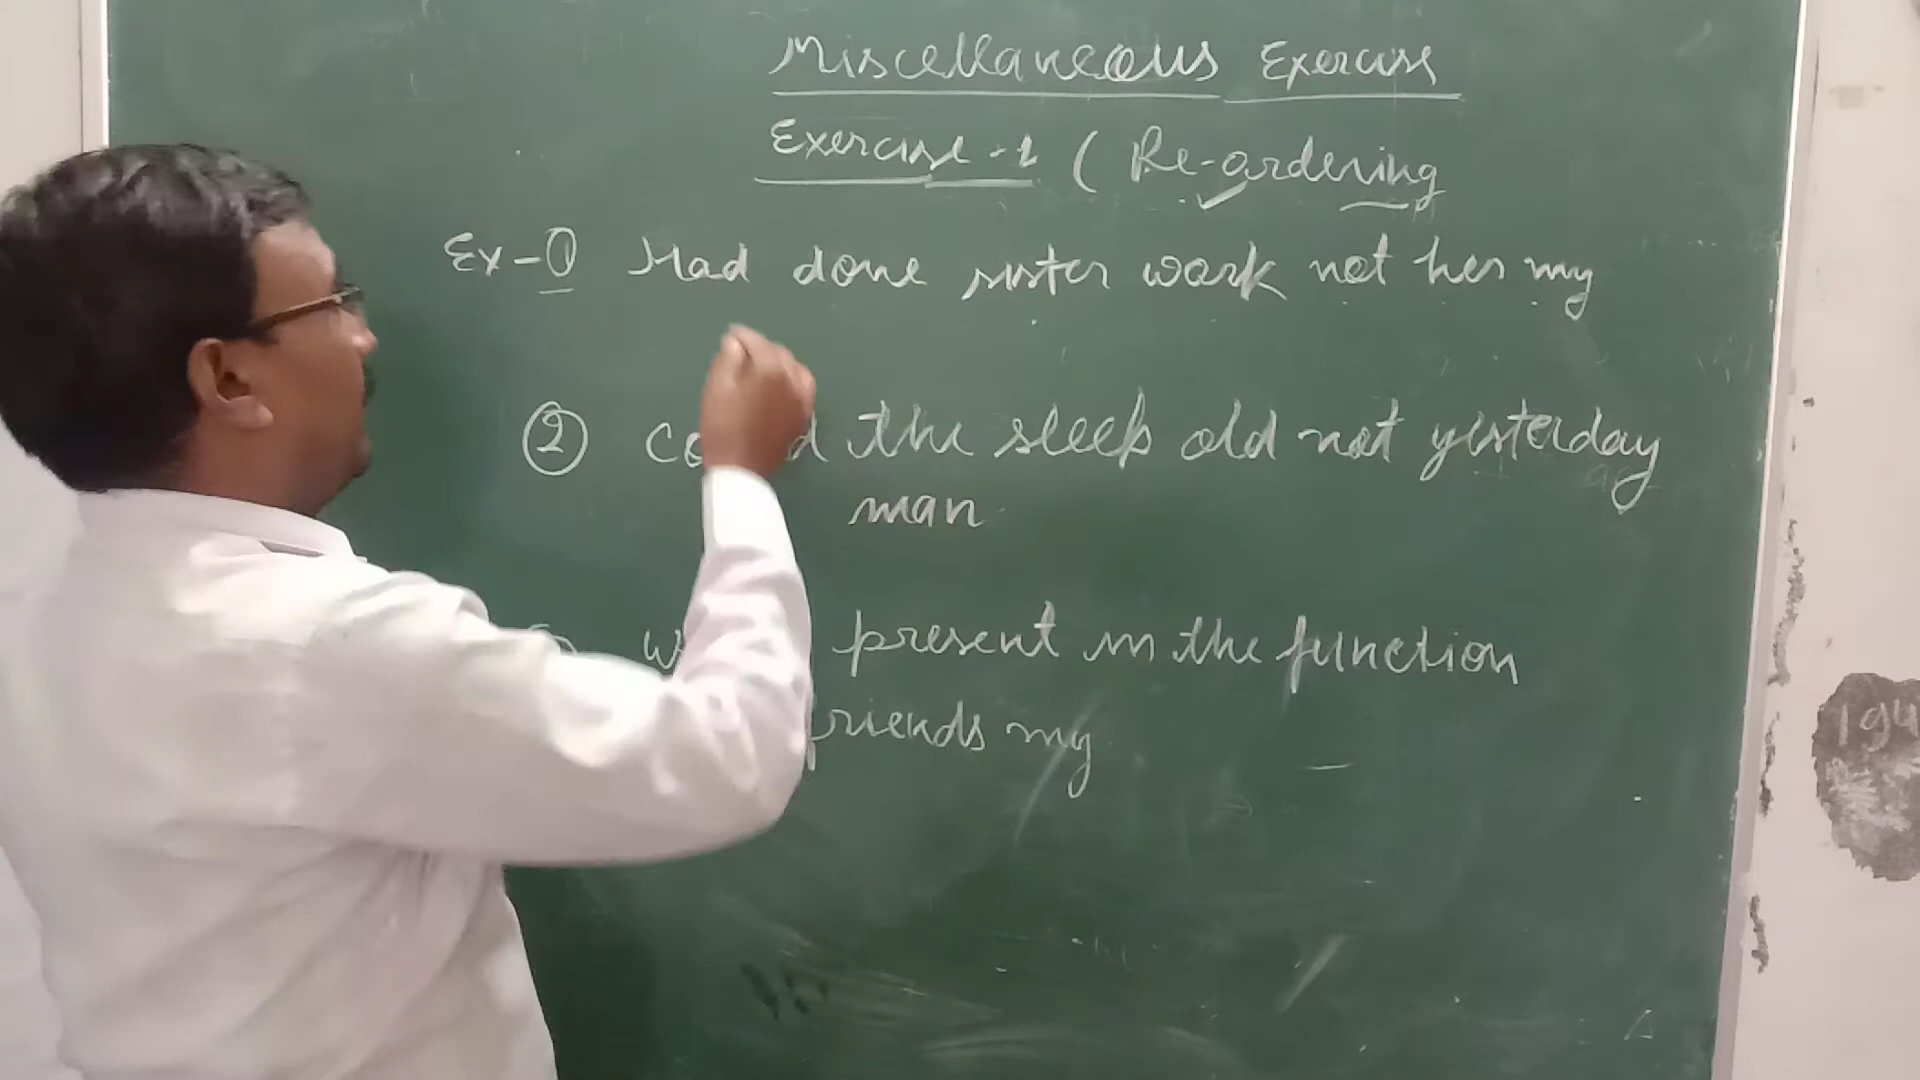 Miscellaneous Exercise
Exercise-1 (Re-ordering
Ex-① Had done sister work not her my
② the sleep old not yesterday
man
present in the function
friends my
194